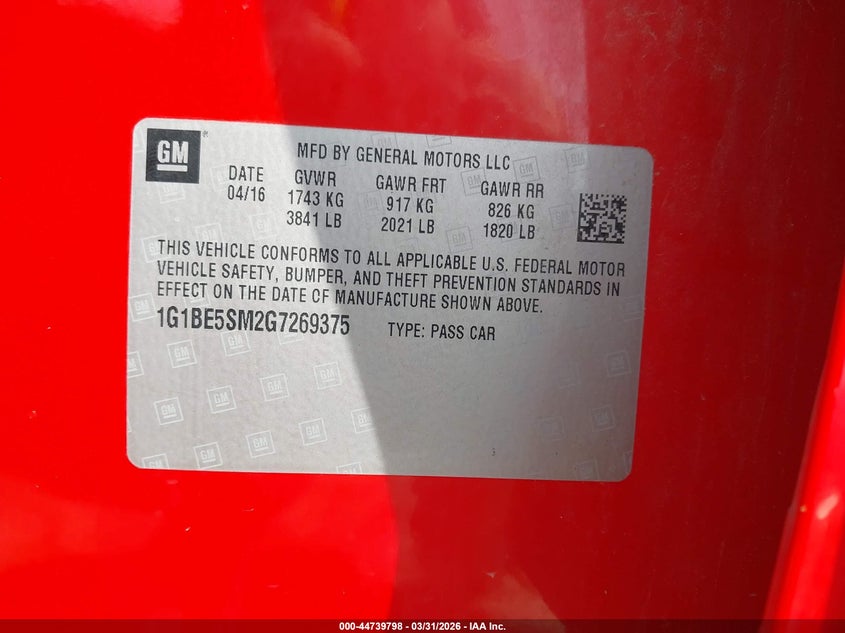 GM
MFD BY GENERAL MOTORS LLC
DATE GVWR GAWR FRT GAWR RR
04/16 1743 KG 917 KG 826 KG
3841 LB 2021 LB 1820 LB
THIS VEHICLE CONFORMS TO ALL APPLICABLE U.S. FEDERAL MOTOR
VEHICLE SAFETY, BUMPER, AND THEFT PREVENTION STANDARDS IN
EFFECT ON THE DATE OF MANUFACTURE SHOWN ABOVE.
1G1BE5SM2G7269375 TYPE: PASS CAR
000-44739798 - 03/31/2026 - IAA Inc.